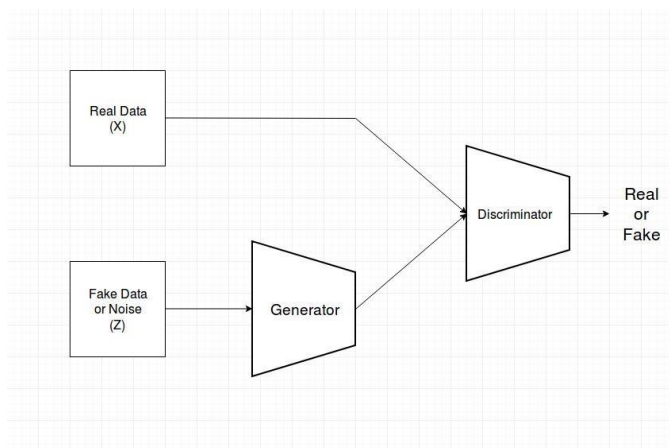 Real Data
(X)
Fake Data
or Noise
(Z)
Generator
Discriminator
Real
or
Fake